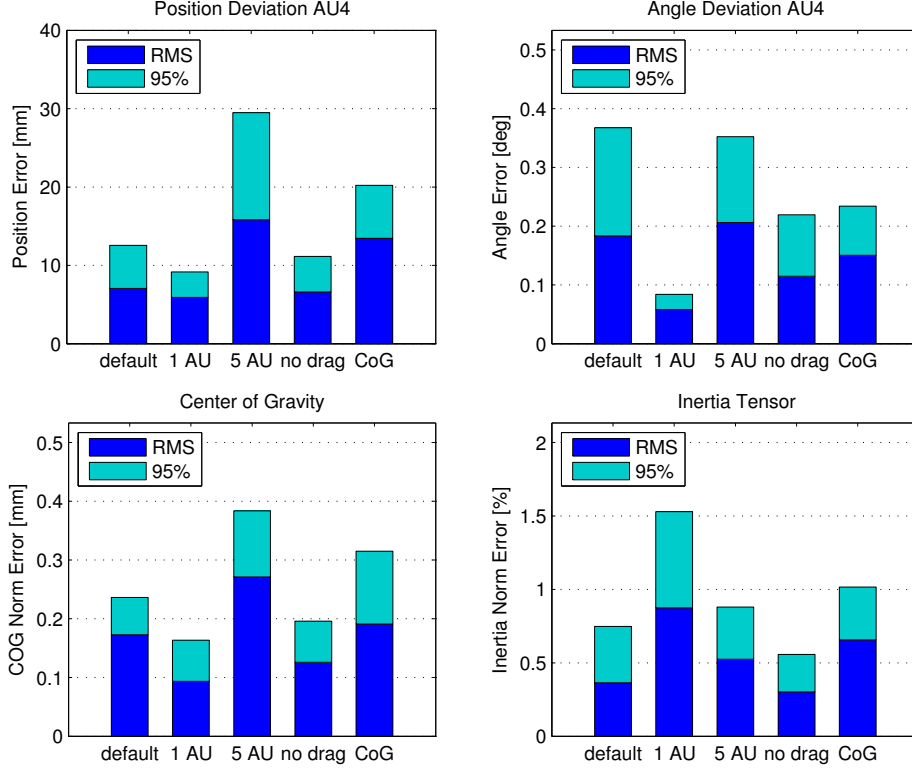 Position Deviation AU4
Position Error [mm]
40
30
20
10
0
RMS
95%
default 1 AU 5 AU no drag CoG
Angle Deviation AU4
Angle Error [deg]
0.5
0.4
0.3
0.2
0.1
0
RMS
95%
default 1 AU 5 AU no drag CoG
Center of Gravity
COG Norm Error [mm]
0.5
0.4
0.3
0.2
0.1
0
RMS
95%
default 1 AU 5 AU no drag CoG
Inertia Tensor
Inertia Norm Error [%]
2
1.5
1
0.5
0
RMS
95%
default 1 AU 5 AU no drag CoG